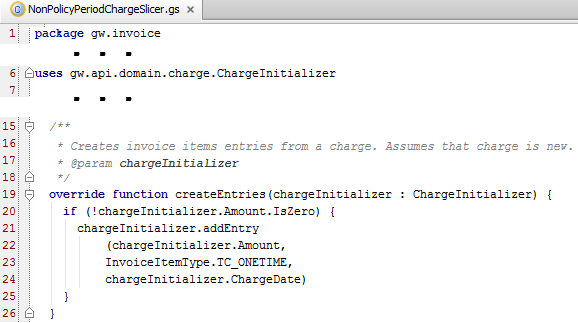 NonPolicyPeriodChargeSlicer.gs ×
1 package gw.invoice
. . .
6 uses gw.api.domain.charge.ChargeInitializer
7
. . .
15 /**
16 * Creates invoice items entries from a charge. Assumes that charge is new.
17 * @param chargeInitializer
18 */
19 override function createEntries(chargeInitializer : ChargeInitializer) {
20 if (!chargeInitializer.Amount.IsZero) {
21 chargeInitializer.addEntry
22 (chargeInitializer.Amount,
23 InvoiceItemType.TC_ONETIME,
24 chargeInitializer.ChargeDate)
25 }
26 }